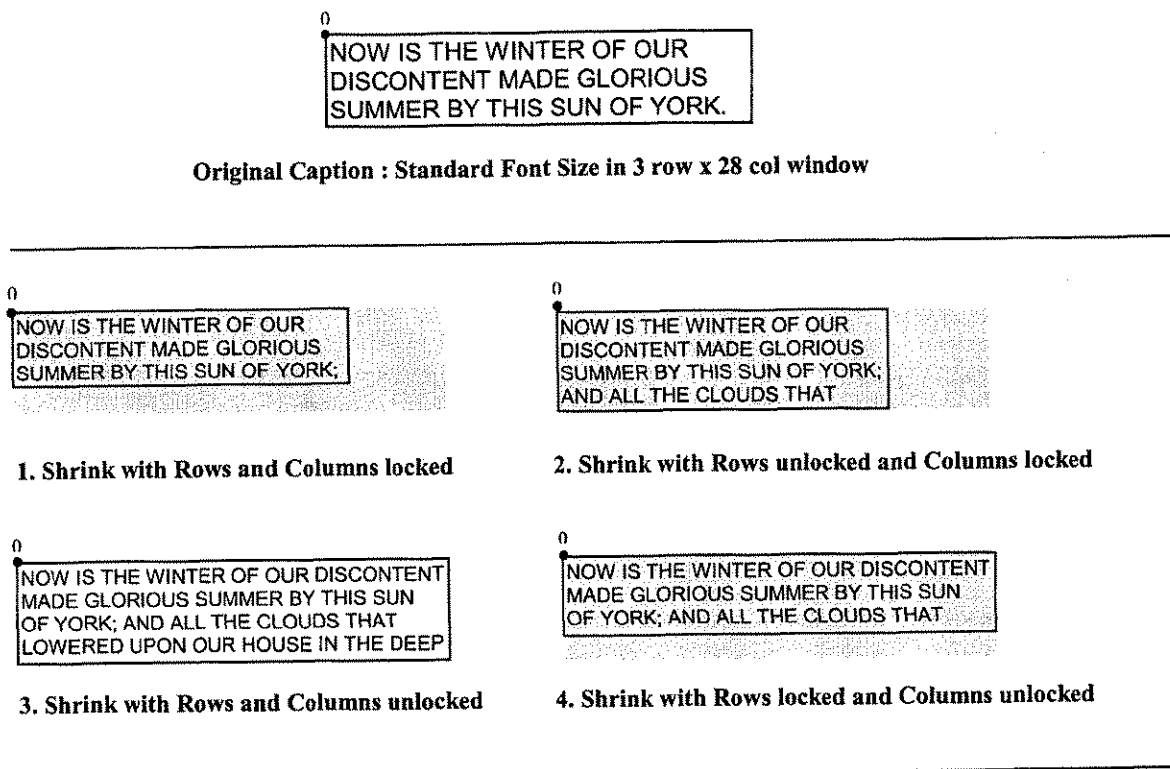 0
NOW IS THE WINTER OF OUR
DISCONTENT MADE GLORIOUS
SUMMER BY THIS SUN OF YORK.
Original Caption : Standard Font Size in 3 row x 28 col window
0
NOW IS THE WINTER OF OUR
DISCONTENT MADE GLORIOUS
SUMMER BY THIS SUN OF YORK;
1. Shrink with Rows and Columns locked
0
NOW IS THE WINTER OF OUR
DISCONTENT MADE GLORIOUS
SUMMER BY THIS SUN OF YORK;
AND ALL THE CLOUDS THAT
2. Shrink with Rows unlocked and Columns locked
0
NOW IS THE WINTER OF OUR DISCONTENT
MADE GLORIOUS SUMMER BY THIS SUN
OF YORK; AND ALL THE CLOUDS THAT
LOWERED UPON OUR HOUSE IN THE DEEP
3. Shrink with Rows and Columns unlocked
0
NOW IS THE WINTER OF OUR DISCONTENT
MADE GLORIOUS SUMMER BY THIS SUN
OF YORK; AND ALL THE CLOUDS THAT
4. Shrink with Rows locked and Columns unlocked